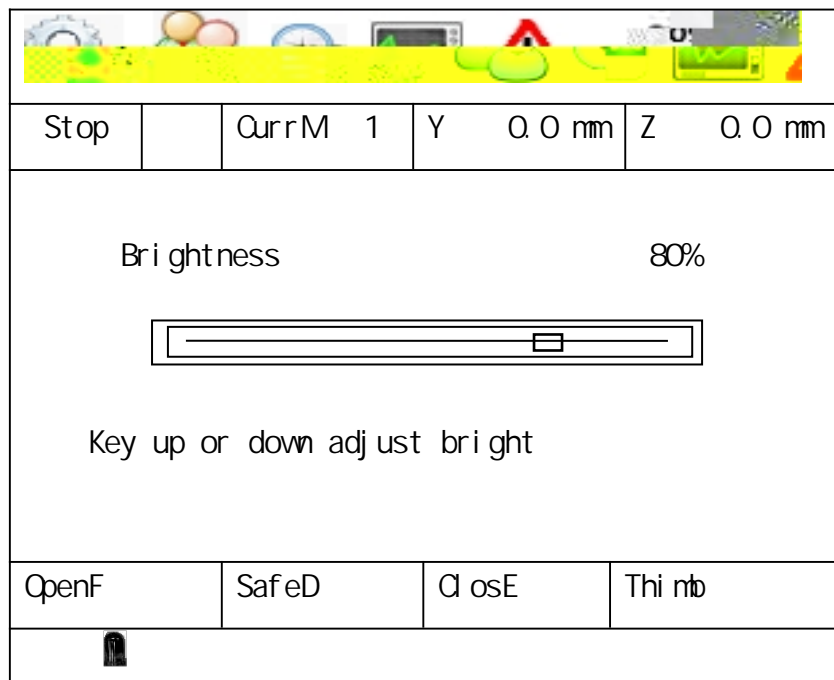 Stop CurrM 1 Y 0.0 mm Z 0.0 mm
Brightness 80%
Key up or down adjust bright
OpenF SafeD ClosE Thimb